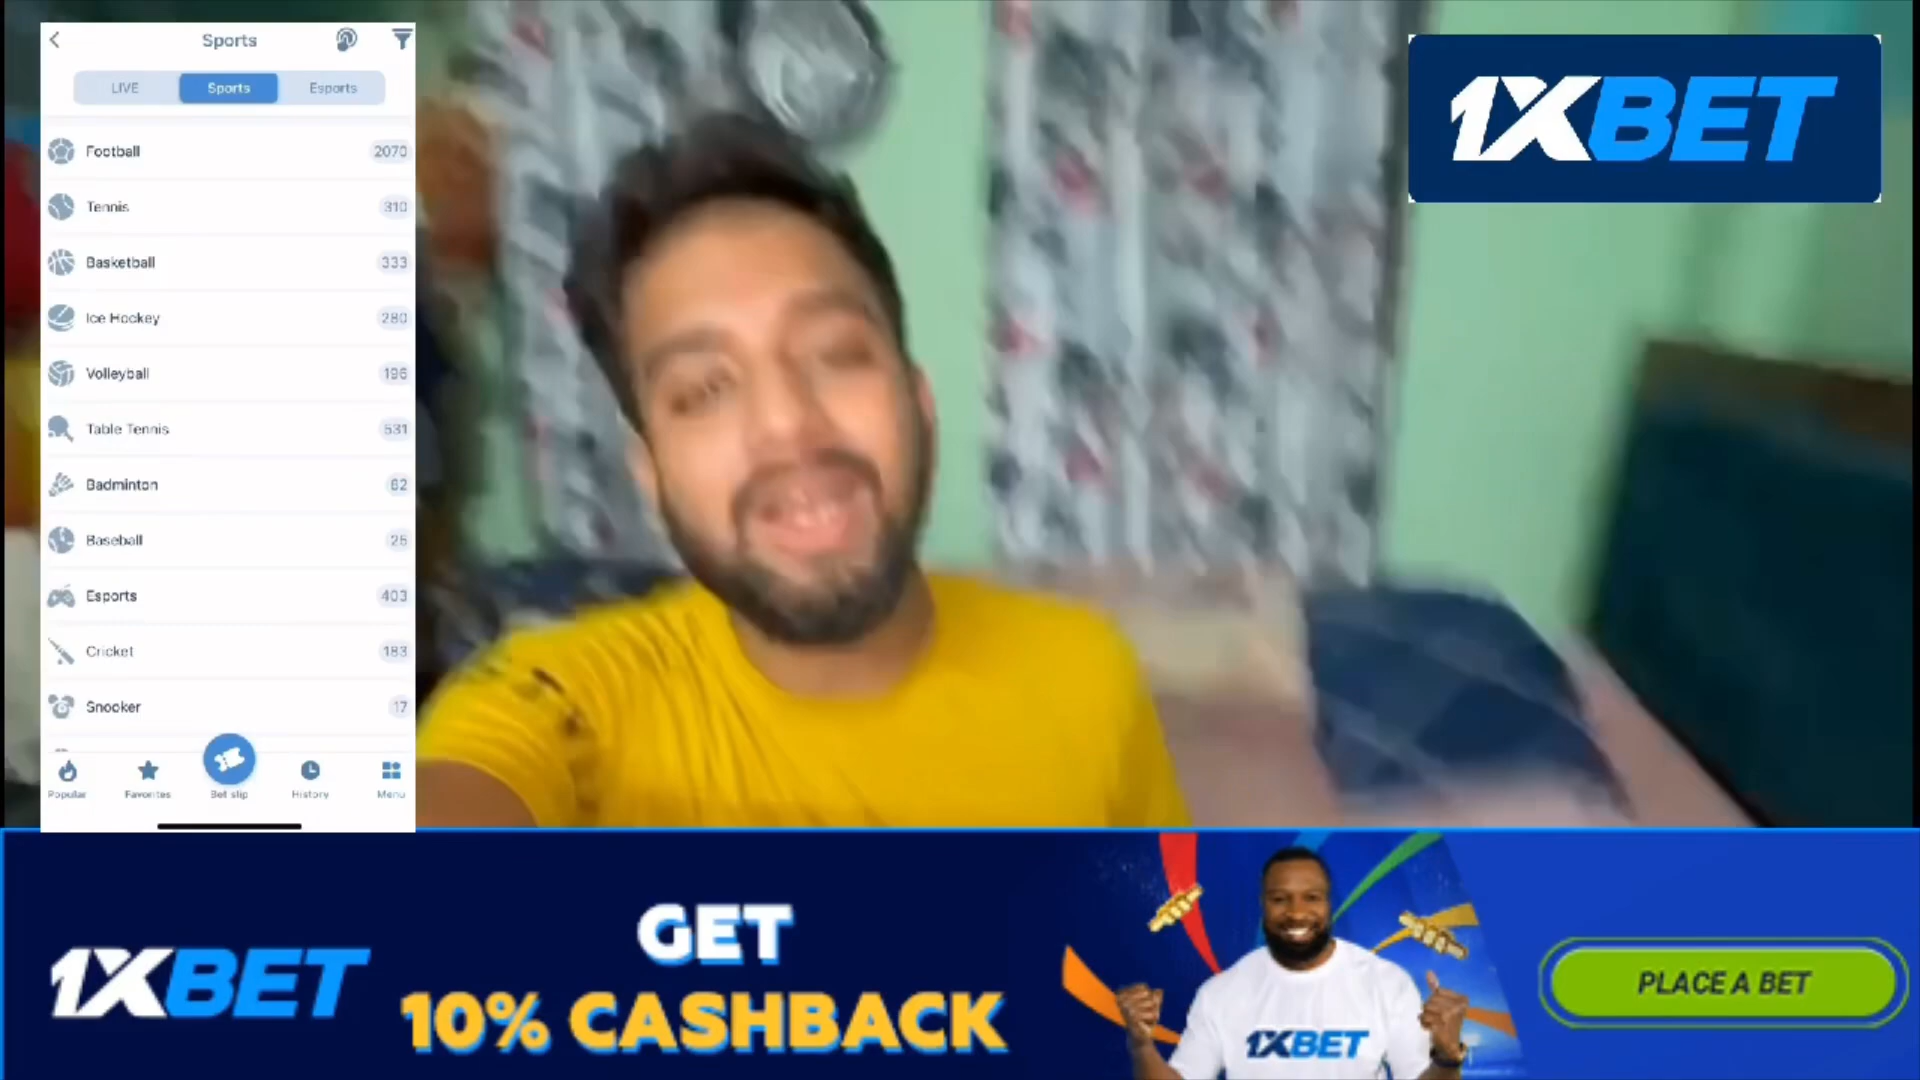 Sports
LIVE
Sports
Esports
Football
2070
Tennis
310
Basketball
333
Ice Hockey
280
Volleyball
196
Table Tennis
531
Badminton
62
Baseball
25
Esports
403
Cricket
183
Snooker
17
Popular
Favorites
Bet slip
History
Menu
1XBET
1XBET
GET
10% CASHBACK
1XBET
PLACE A BET